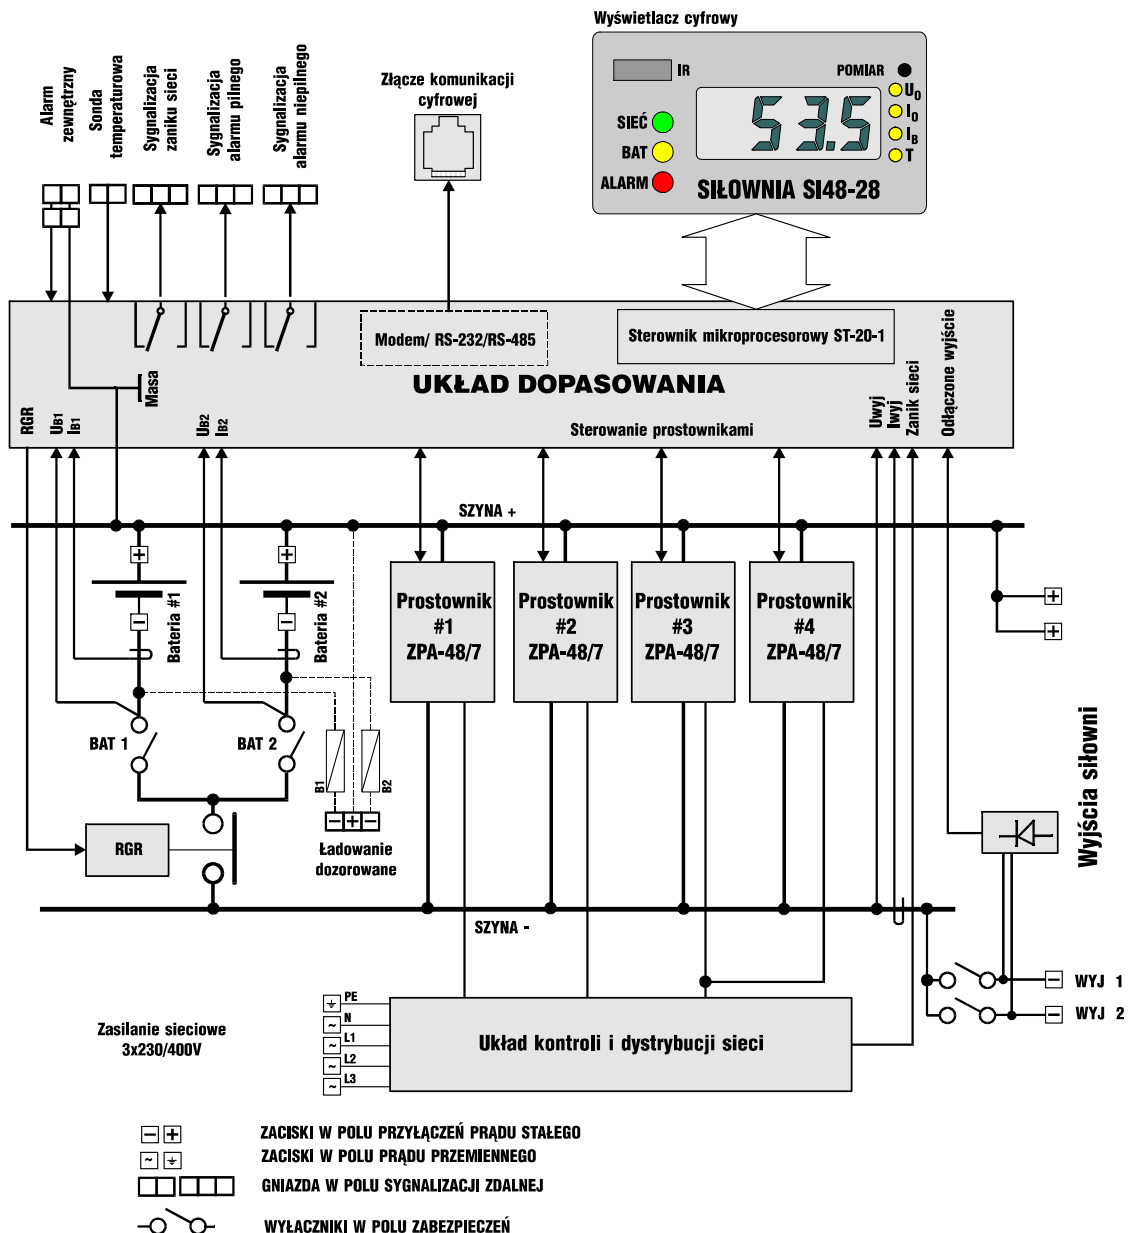 Wyświetlacz cyfrowy
IR
POMIAR
SIEĆ
BAT
ALARM
53.5
U0
I0
IB
T
SIŁOWNIA SI48-28
Alarm
zewnętrzny
Sonda
temperaturowa
Sygnalizacja
zaniku sieci
Sygnalizacja
alarmu pilnego
Sygnalizacja
alarmu niepilnego
Złącze komunikacji
cyfrowej
Modem/ RS-232/RS-485
Sterownik mikroprocesorowy ST-20-1
UKŁAD DOPASOWANIA
Masa
RGR
UB1
IB1
UB2
IB2
Sterowanie prostownikami
Uwyj
Iwyj
Zanik sieci
Odłączone wyjście
SZYNA +
+
+
Bateria #1
Bateria #2
−
−
Prostownik
#1
ZPA-48/7
Prostownik
#2
ZPA-48/7
Prostownik
#3
ZPA-48/7
Prostownik
#4
ZPA-48/7
+
+
BAT 1
BAT 2
B1
B2
− + −
Ładowanie
dozorowane
RGR
Wyjścia siłowni
SZYNA -
− WYJ 1
− WYJ 2
Zasilanie sieciowe
3x230/400V
PE
~ N
~ L1
~ L2
~ L3
Układ kontroli i dystrybucji sieci
− + ZACISKI W POLU PRZYŁĄCZEŃ PRĄDU STAŁEGO
~ ZACISKI W POLU PRĄDU PRZEMIENNEGO
GNIAZDA W POLU SYGNALIZACJI ZDALNEJ
WYŁACZNIKI W POLU ZABEZPIECZEŃ